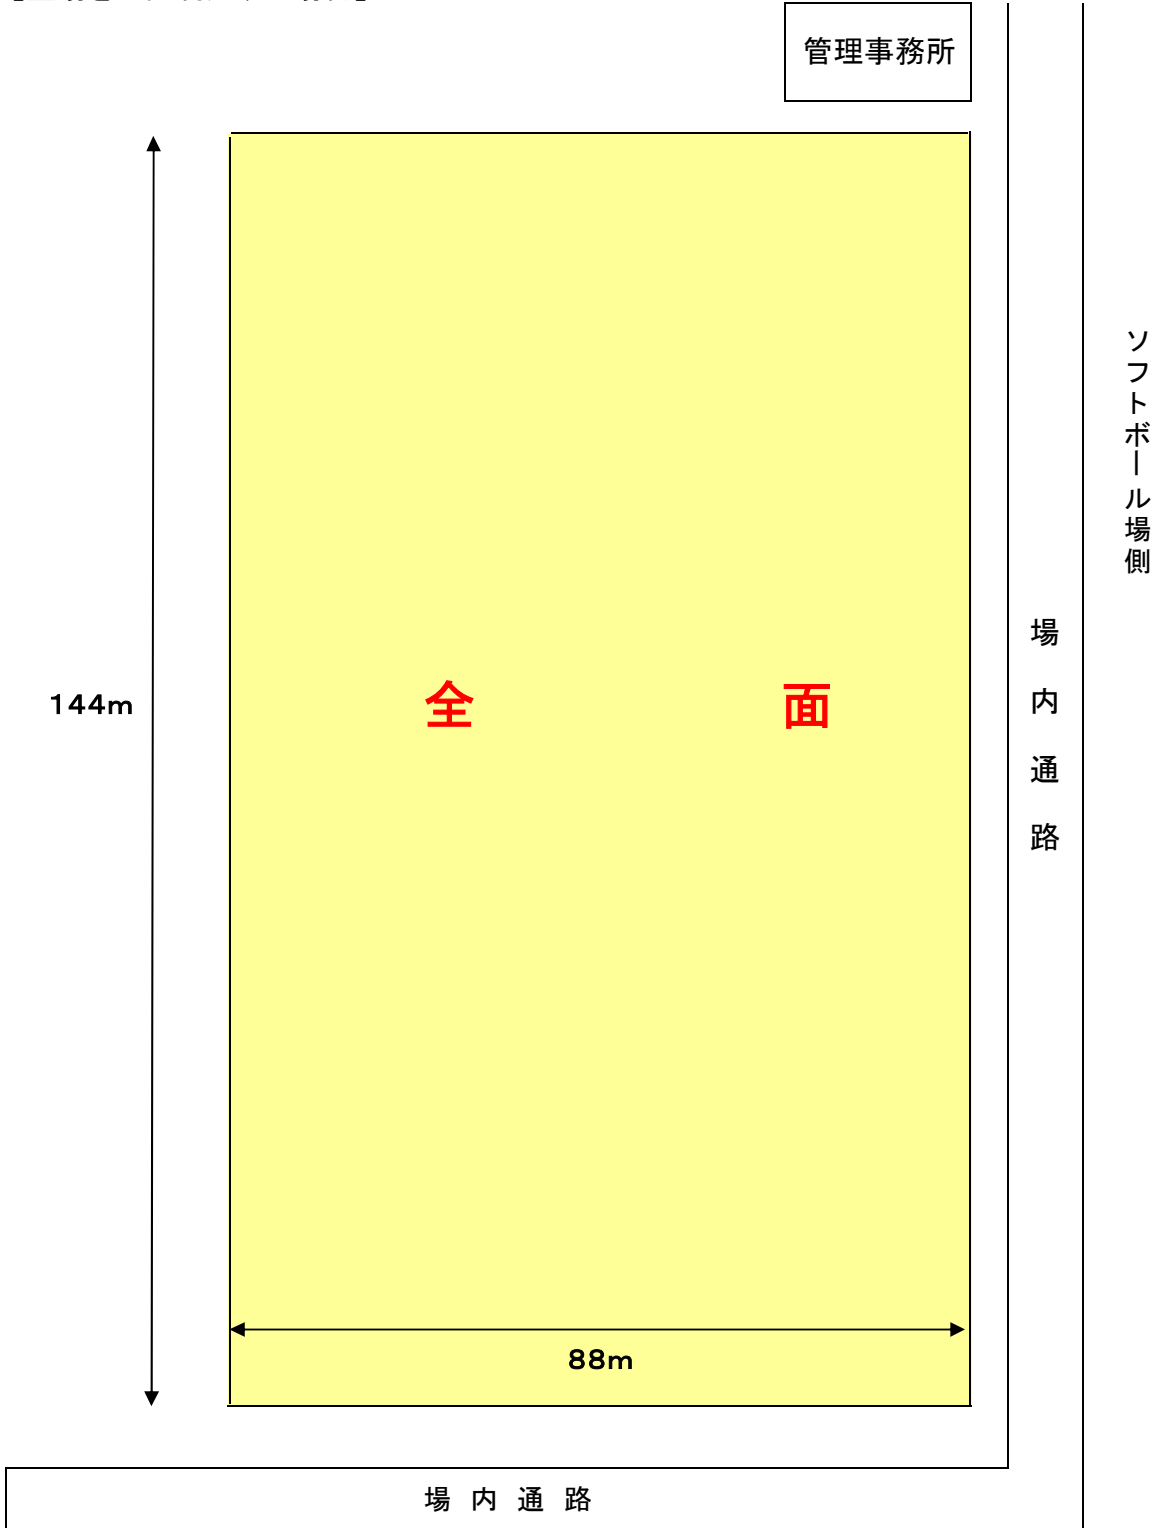 管理事務所
ソフトボール場側
場内通路
144m
全 面
88m
場 内 通 路